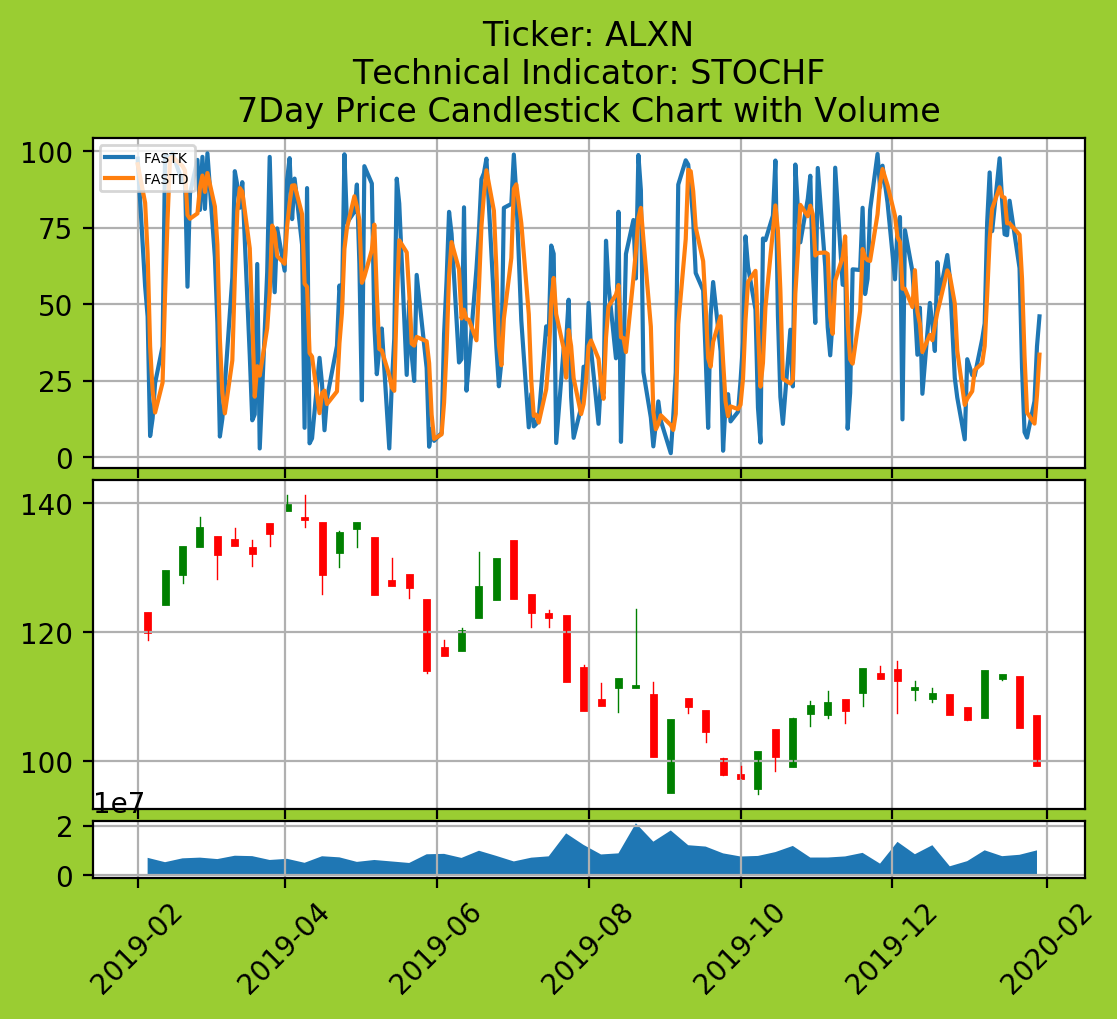 Ticker: ALXN
Technical Indicator: STOCHF
7Day Price Candlestick Chart with Volume
100
75
50
25
0
FASTK
FASTD
140
120
100
1e7
2
0
2019-02
2019-04
2019-06
2019-08
2019-10
2019-12
2020-02